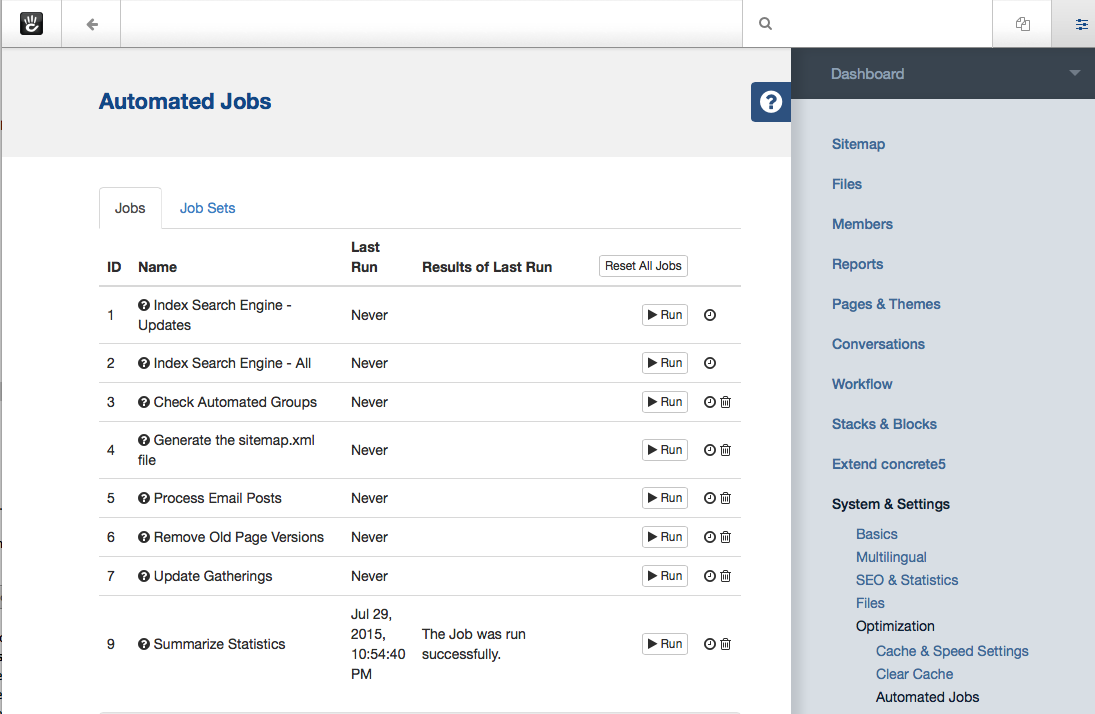 Dashboard
Automated Jobs
Jobs
Job Sets
ID Name Last Run Results of Last Run Reset All Jobs
1 Index Search Engine - Updates Never Run
2 Index Search Engine - All Never Run
3 Check Automated Groups Never Run
4 Generate the sitemap.xml file Never Run
5 Process Email Posts Never Run
6 Remove Old Page Versions Never Run
7 Update Gatherings Never Run
9 Summarize Statistics Jul 29, 2015, 10:54:40 PM The Job was run successfully. Run
Sitemap
Files
Members
Reports
Pages & Themes
Conversations
Workflow
Stacks & Blocks
Extend concrete5
System & Settings
Basics
Multilingual
SEO & Statistics
Files
Optimization
Cache & Speed Settings
Clear Cache
Automated Jobs